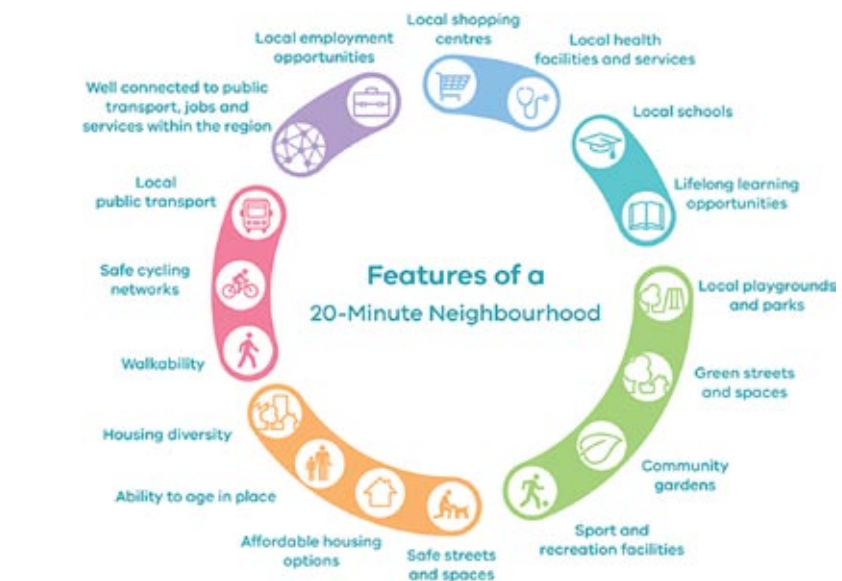 Features of a
20-Minute Neighbourhood
Local shopping
centres
Local health
facilities and services
Local schools
Lifelong learning
opportunities
Local playgrounds
and parks
Green streets
and spaces
Community
gardens
Sport and
recreation facilities
Safe streets
and spaces
Affordable housing
options
Ability to age in place
Housing diversity
Walkability
Safe cycling
networks
Local
public transport
Well connected to public
transport, jobs and
services within the region
Local employment
opportunities